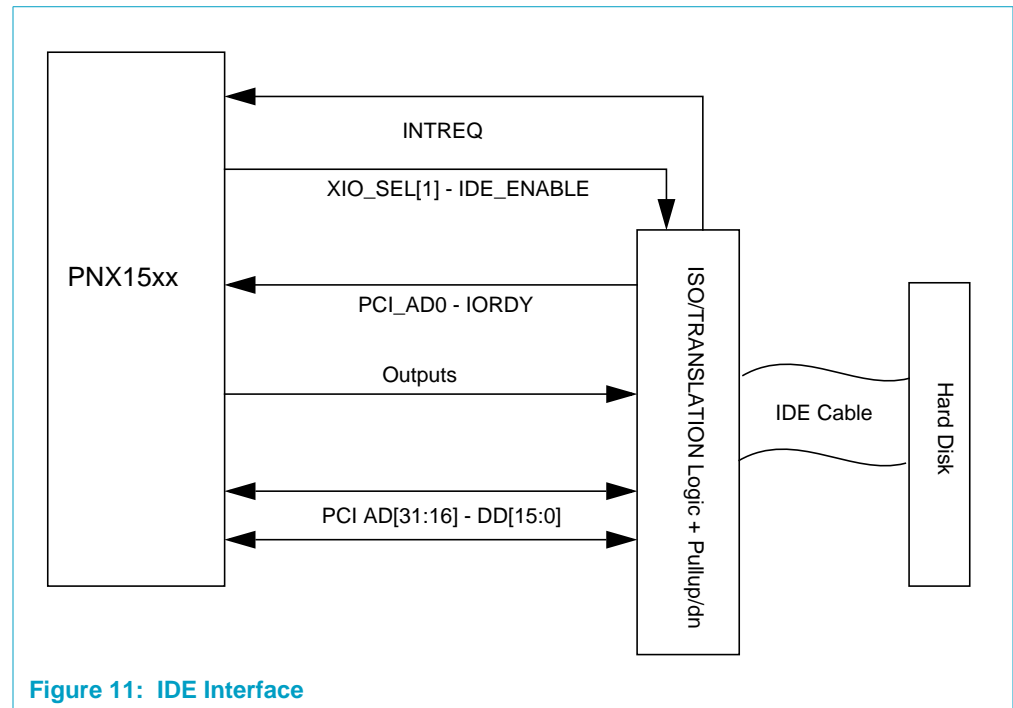 INTREQ
XIO_SEL[1] - IDE_ENABLE
PNX15xx
PCI_AD0 - IORDY
Outputs
PCI AD[31:16] - DD[15:0]
ISO/TRANSLATION Logic + Pullup/dn
IDE Cable
Hard Disk
Figure 11: IDE Interface